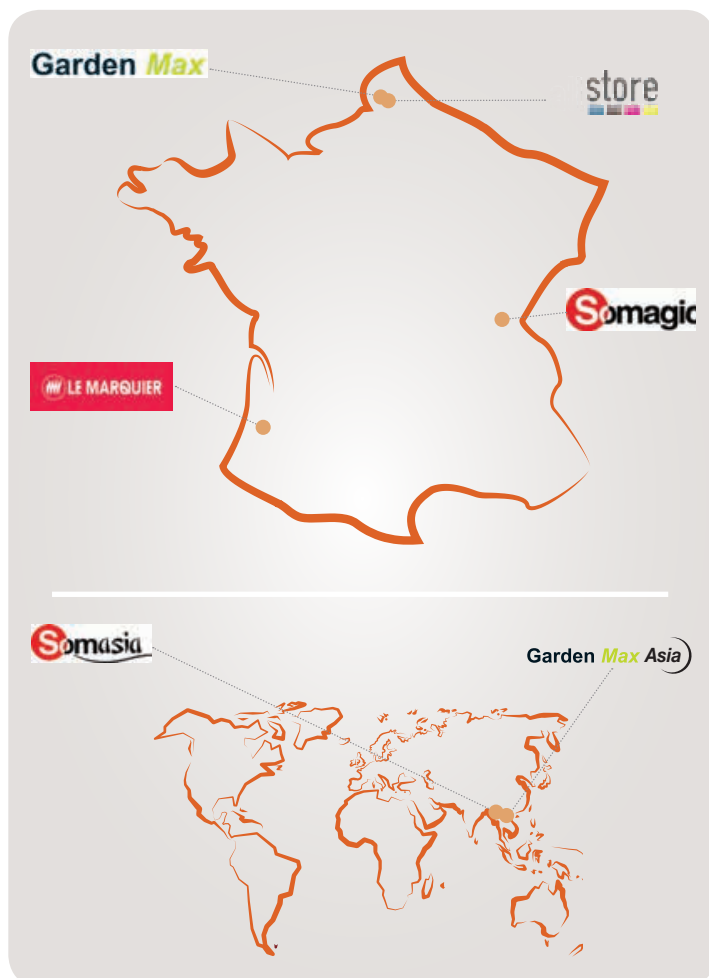 Garden Max
store
Somagic
LE MARQUIER
Somasia
Garden Max Asia